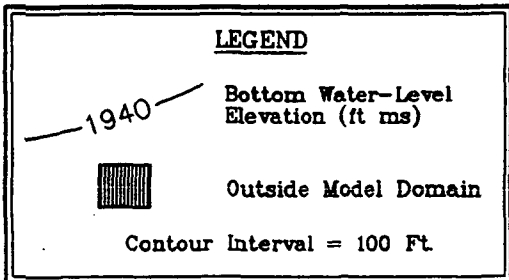 LEGEND
1940
Bottom Water-Level
Elevation (ft ms)
Outside Model Domain
Contour Interval = 100 Ft.